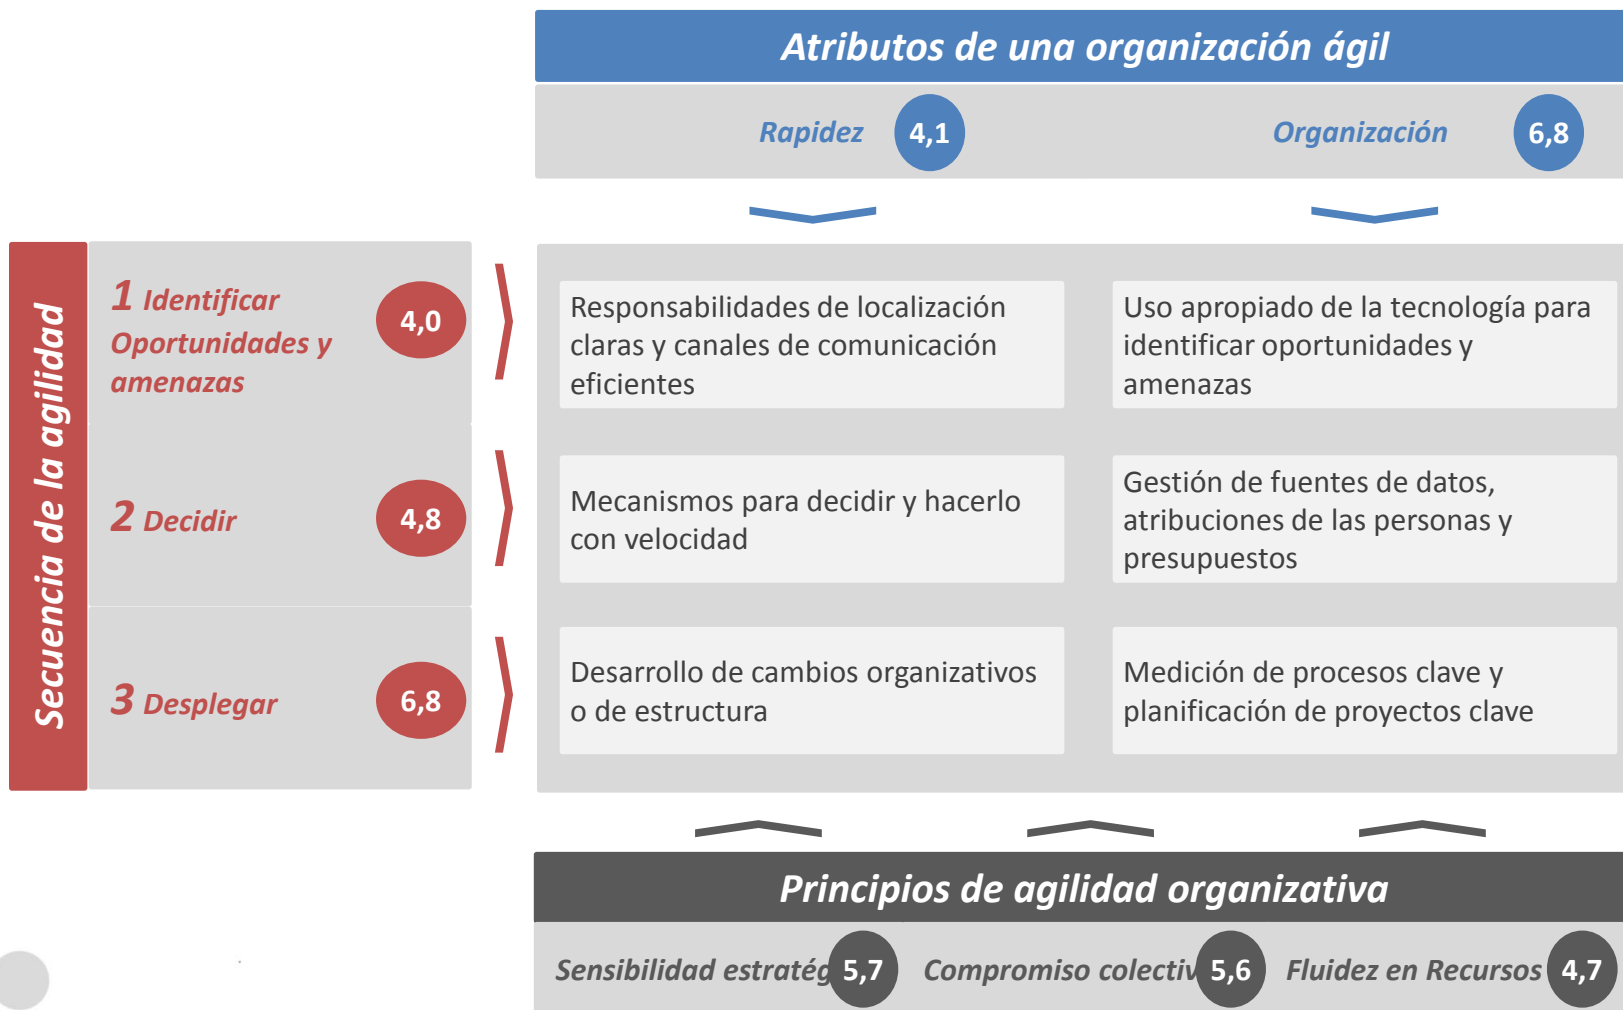 Atributos de una organización ágil
Rapidez 4,1
Organización 6,8
Secuencia de la agilidad
1 Identificar
Oportunidades y
amenazas
4,0
Responsabilidades de localización
claras y canales de comunicación
eficientes
Uso apropiado de la tecnología para
identificar oportunidades y
amenazas
2 Decidir
4,8
Mecanismos para decidir y hacerlo
con velocidad
Gestión de fuentes de datos,
atribuciones de las personas y
presupuestos
3 Desplegar
6,8
Desarrollo de cambios organizativos
o de estructura
Medición de procesos clave y
planificación de proyectos clave
Principios de agilidad organizativa
Sensibilidad estratég 5,7
Compromiso colectiv 5,6
Fluidez en Recursos 4,7